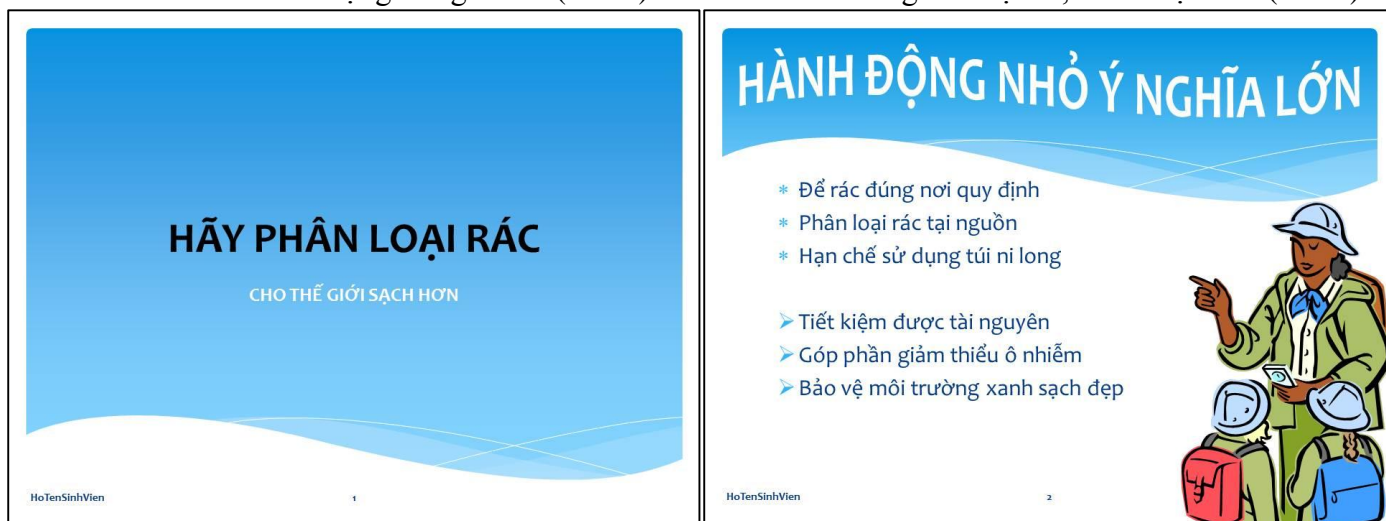 HÃY PHÂN LOẠI RÁC
CHO THẾ GIỚI SẠCH HƠN
HoTenSinhVien
1
HÀNH ĐỘNG NHỎ Ý NGHĨA LỚN
* Để rác đúng nơi quy định
* Phân loại rác tại nguồn
* Hạn chế sử dụng túi ni long
➢ Tiết kiệm được tài nguyên
➢ Góp phần giảm thiểu ô nhiễm
➢ Bảo vệ môi trường xanh sạch đẹp
HoTenSinhVien
2